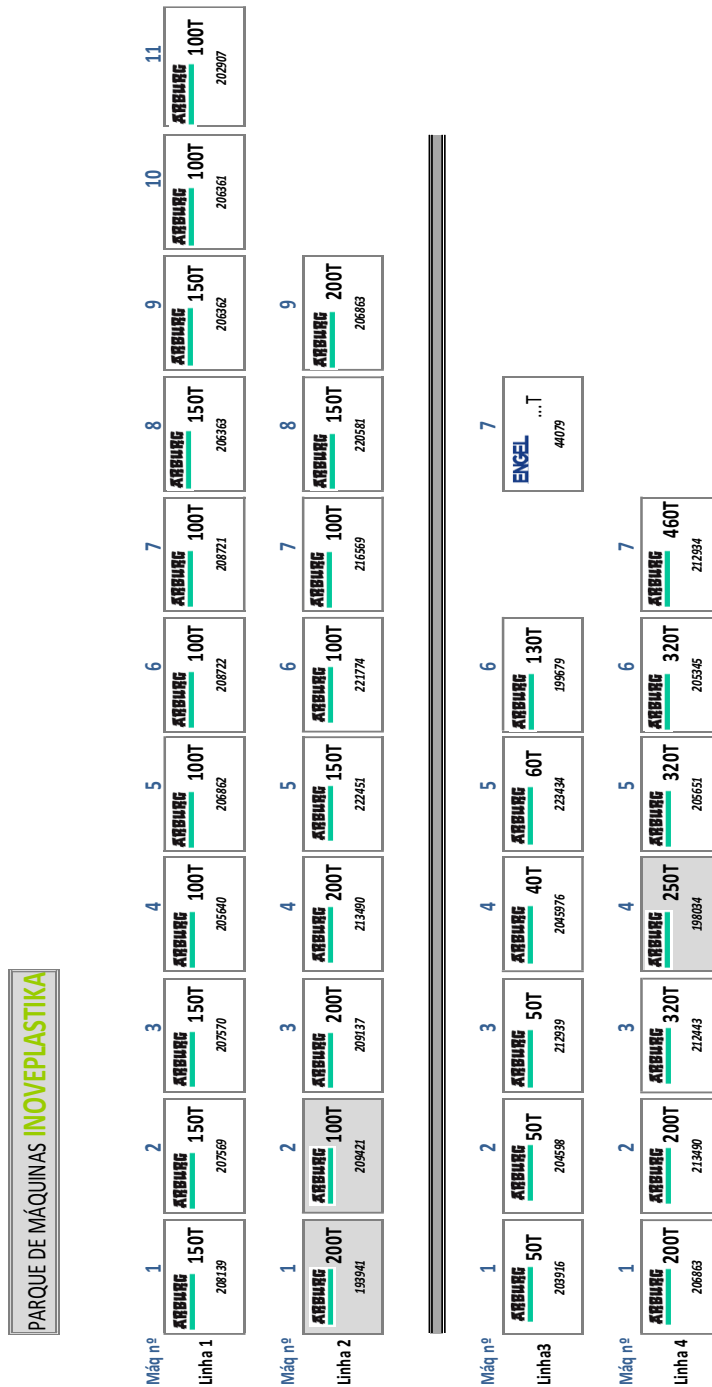 PARQUE DE MÁQUINAS INOVEPLASTIKA
Máq nº 1 2 3 4 5 6 7 8 9 10 11
Linha 1
ARBURG 150T 208139
ARBURG 150T 207569
ARBURG 150T 207570
ARBURG 100T 205640
ARBURG 100T 206862
ARBURG 100T 208722
ARBURG 100T 208721
ARBURG 150T 206363
ARBURG 150T 206362
ARBURG 100T 206361
ARBURG 100T 202907
Máq nº 1 2 3 4 5 6 7 8 9
Linha 2
ARBURG 200T 193941
ARBURG 100T 209421
ARBURG 200T 209137
ARBURG 200T 213490
ARBURG 150T 222451
ARBURG 100T 221774
ARBURG 100T 216569
ARBURG 150T 220581
ARBURG 200T 206863
Máq nº 1 2 3 4 5 6 7
Linha3
ARBURG 50T 203916
ARBURG 50T 204598
ARBURG 50T 212939
ARBURG 40T 2045976
ARBURG 60T 223434
ARBURG 130T 199679
ENGEL ...T 44079
Máq nº 1 2 3 4 5 6 7
Linha 4
ARBURG 200T 206863
ARBURG 200T 213490
ARBURG 320T 212443
ARBURG 250T 198034
ARBURG 320T 205651
ARBURG 320T 205345
ARBURG 460T 212934